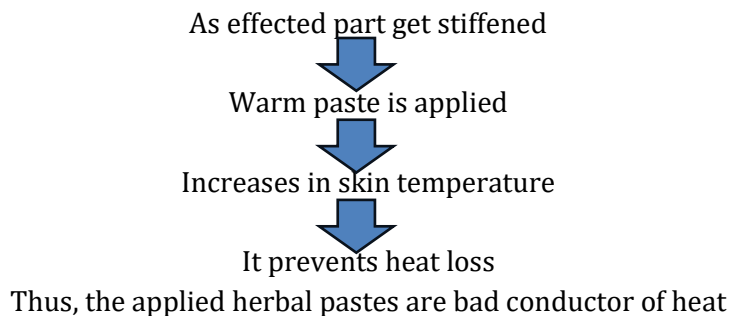 As effected part get stiffened
Warm paste is applied
Increases in skin temperature
It prevents heat loss
Thus, the applied herbal pastes are bad conductor of heat